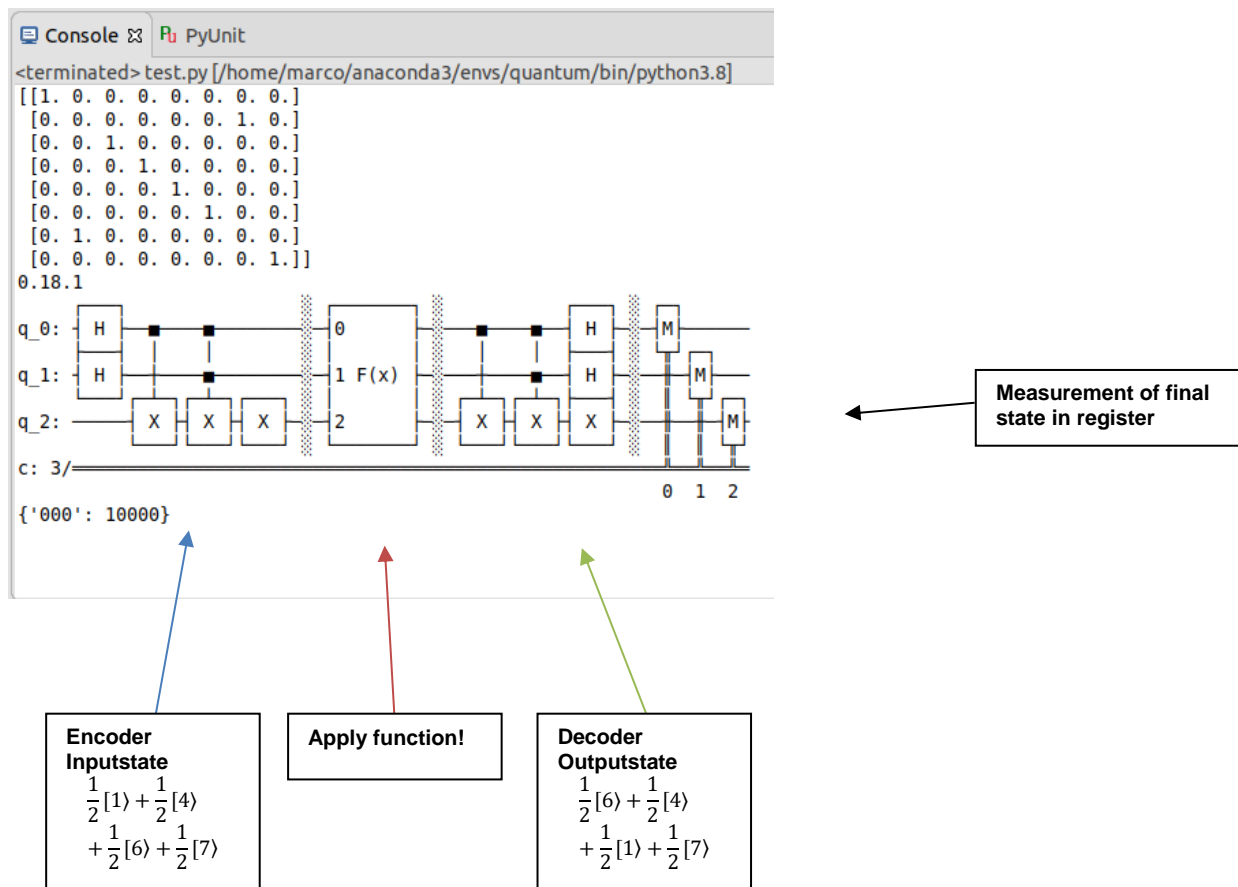 Console PyUnit
<terminated> test.py [/home/marco/anaconda3/envs/quantum/bin/python3.8]
[[1. 0. 0. 0. 0. 0. 0. 0.]
[0. 0. 0. 0. 0. 0. 1. 0.]
[0. 0. 1. 0. 0. 0. 0. 0.]
[0. 0. 0. 1. 0. 0. 0. 0.]
[0. 0. 0. 0. 1. 0. 0. 0.]
[0. 0. 0. 0. 0. 1. 0. 0.]
[0. 1. 0. 0. 0. 0. 0. 0.]
[0. 0. 0. 0. 0. 0. 0. 1.]]
0.18.1
q_0: H 0 H M
q_1: H 1 F(x) H M
q_2: X X X 2 X X X M
c: 3/
0 1 2
{'000': 10000}
Measurement of final
state in register
Encoder
Inputstate
1/2 [1⟩ + 1/2 [4⟩
+ 1/2 [6⟩ + 1/2 [7⟩
Apply function!
Decoder
Outputstate
1/2 [6⟩ + 1/2 [4⟩
+ 1/2 [1⟩ + 1/2 [7⟩